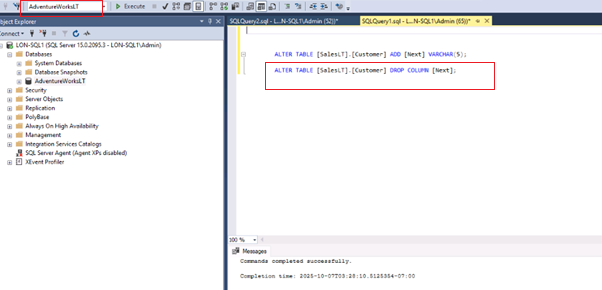 AdventureWorksLT
Execute
SQLQuery2.sql - L...N-SQL1\Admin (52))*
SQLQuery1.sql - L...N-SQL1\Admin (65))*
Object Explorer
Connect
LON-SQL1 (SQL Server 15.0.2095.3 - LON-SQL1\Admin)
Databases
System Databases
Database Snapshots
AdventureWorksLT
Security
Server Objects
Replication
PolyBase
Always On High Availability
Management
Integration Services Catalogs
SQL Server Agent (Agent XPs disabled)
XEvent Profiler
ALTER TABLE [SalesLT].[Customer] ADD [Next] VARCHAR(5);
ALTER TABLE [SalesLT].[Customer] DROP COLUMN [Next];
100 %
Messages
Commands completed successfully.
Completion time: 2025-10-07T03:28:10.5125354-07:00